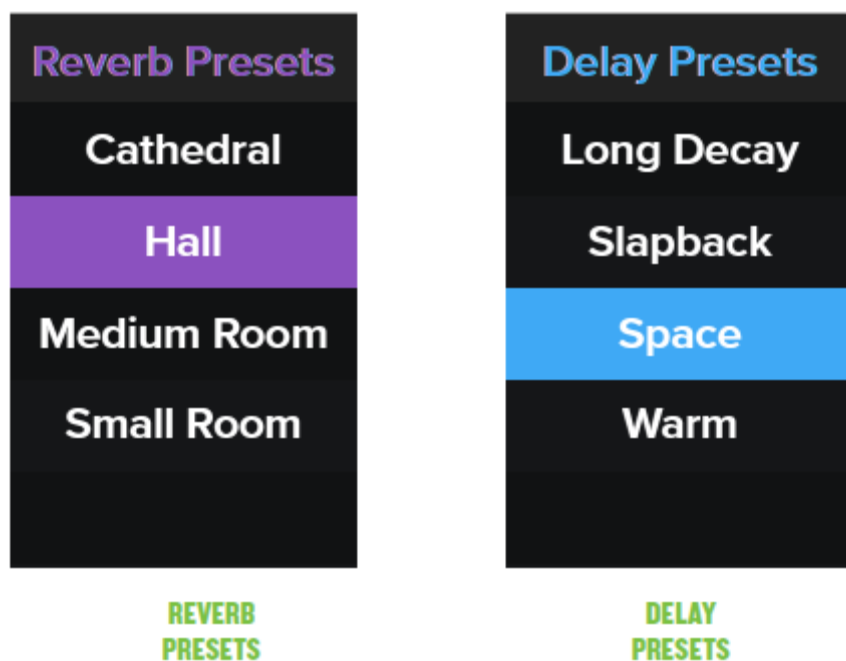 Reverb Presets
Cathedral
Hall
Medium Room
Small Room
REVERB
PRESETS
Delay Presets
Long Decay
Slapback
Space
Warm
DELAY
PRESETS